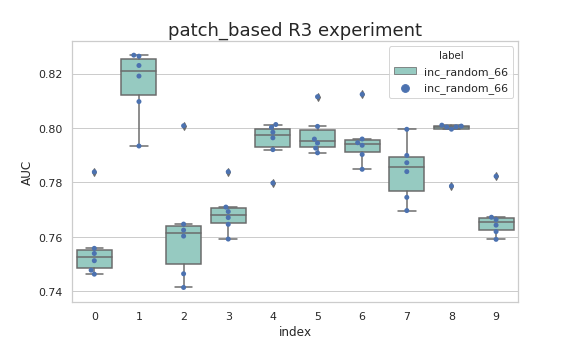 patch_based R3 experiment
label
inc_random_66
inc_random_66
AUC
0.82
0.80
0.78
0.76
0.74
0 1 2 3 4 5 6 7 8 9
index